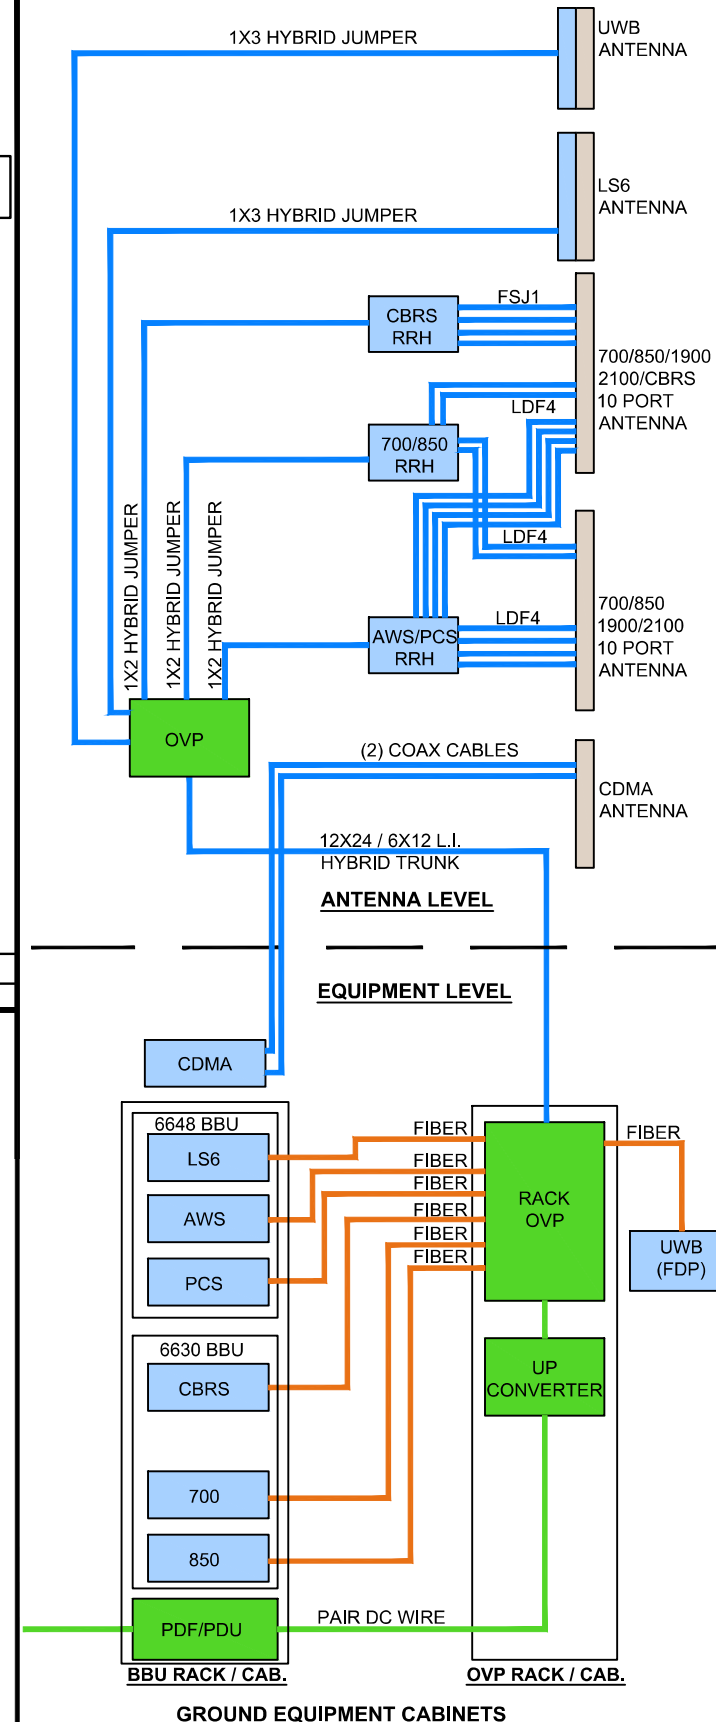 1X3 HYBRID JUMPER
UWB
ANTENNA
1X3 HYBRID JUMPER
LS6
ANTENNA
FSJ1
CBRS
RRH
700/850/1900
2100/CBRS
10 PORT
ANTENNA
LDF4
700/850
RRH
1X2 HYBRID JUMPER
1X2 HYBRID JUMPER
1X2 HYBRID JUMPER
LDF4
700/850
1900/2100
10 PORT
ANTENNA
LDF4
AWS/PCS
RRH
OVP
(2) COAX CABLES
CDMA
ANTENNA
12X24 / 6X12 L.I.
HYBRID TRUNK
ANTENNA LEVEL
EQUIPMENT LEVEL
CDMA
6648 BBU
LS6
AWS
PCS
FIBER
FIBER
FIBER
FIBER
FIBER
FIBER
RACK
OVP
FIBER
UWB
(FDP)
6630 BBU
CBRS
700
850
UP
CONVERTER
PDF/PDU
PAIR DC WIRE
BBU RACK / CAB.
OVP RACK / CAB.
GROUND EQUIPMENT CABINETS